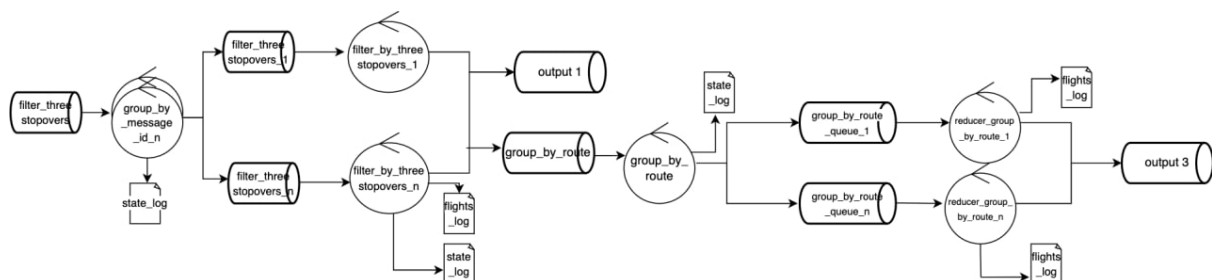 filter_three
stopovers
group_by
_message
_id_n
state_log
filter_three
stopovers_1
filter_by_three
stopovers_1
filter_three
stopovers_n
filter_by_three
stopovers_n
flights
_log
state
_log
output 1
group_by_route
group_by_
route
state
_log
group_by_route
_queue_1
reducer_group
_by_route_1
flights
_log
group_by_route
_queue_n
reducer_group_
by_route_n
flights
_log
output 3